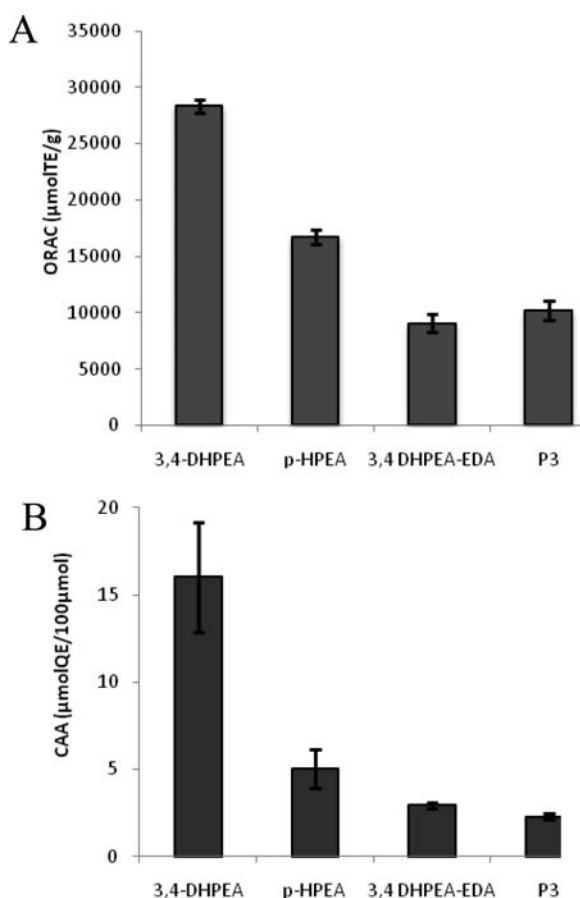 A
35000
30000
25000
20000
15000
10000
5000
0
ORAC (µmolTE/g)
3,4-DHPEA p-HPEA 3,4 DHPEA-EDA P3
B
20
15
10
5
0
CAA (µmolQE/100µmol)
3,4-DHPEA p-HPEA 3,4 DHPEA-EDA P3